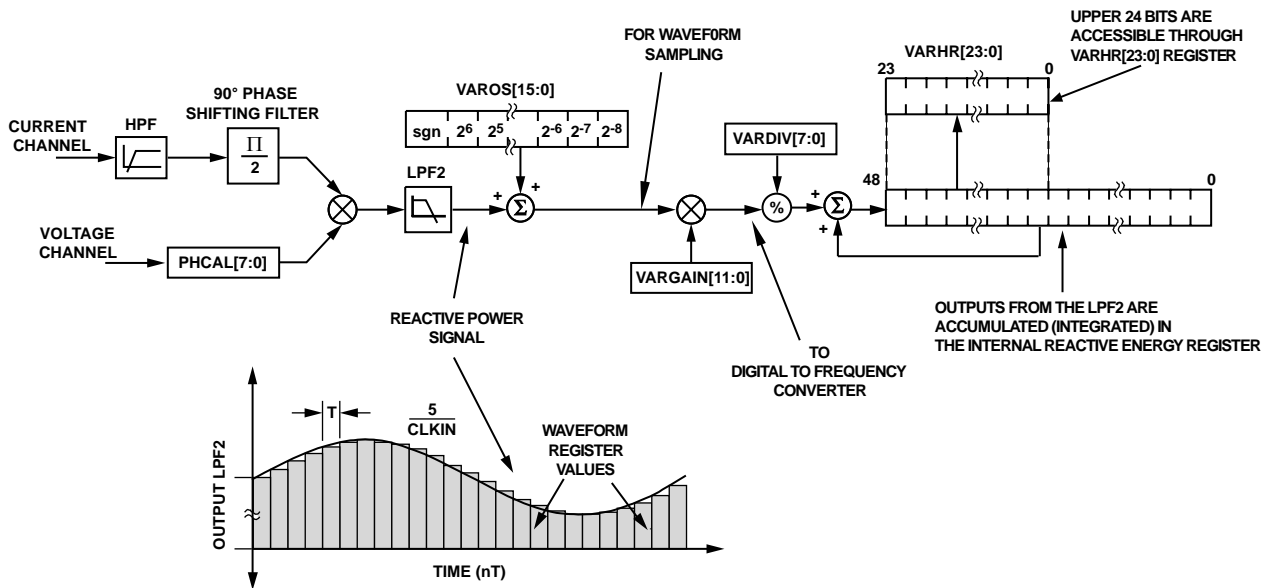 UPPER 24 BITS ARE
ACCESSIBLE THROUGH
VARHR[23:0] REGISTER
FOR WAVEF0RM
SAMPLING
VARHR[23:0]
23
0
90° PHASE
SHIFTING FILTER
VAROS[15:0]
CURRENT
CHANNEL
HPF
Π
2
sgn 2⁶ 2⁵ 2⁻⁶ 2⁻⁷ 2⁻⁸
VARDIV[7:0]
LPF2
+
+
Σ
%
+
+
Σ
48
0
VOLTAGE
CHANNEL
PHCAL[7:0]
VARGAIN[11:0]
REACTIVE POWER
SIGNAL
TO
DIGITAL TO FREQUENCY
CONVERTER
OUTPUTS FROM THE LPF2 ARE
ACCUMULATED (INTEGRATED) IN
THE INTERNAL REACTIVE ENERGY REGISTER
T
5
CLKIN
WAVEFORM
REGISTER
VALUES
OUTPUT LPF2
TIME (nT)